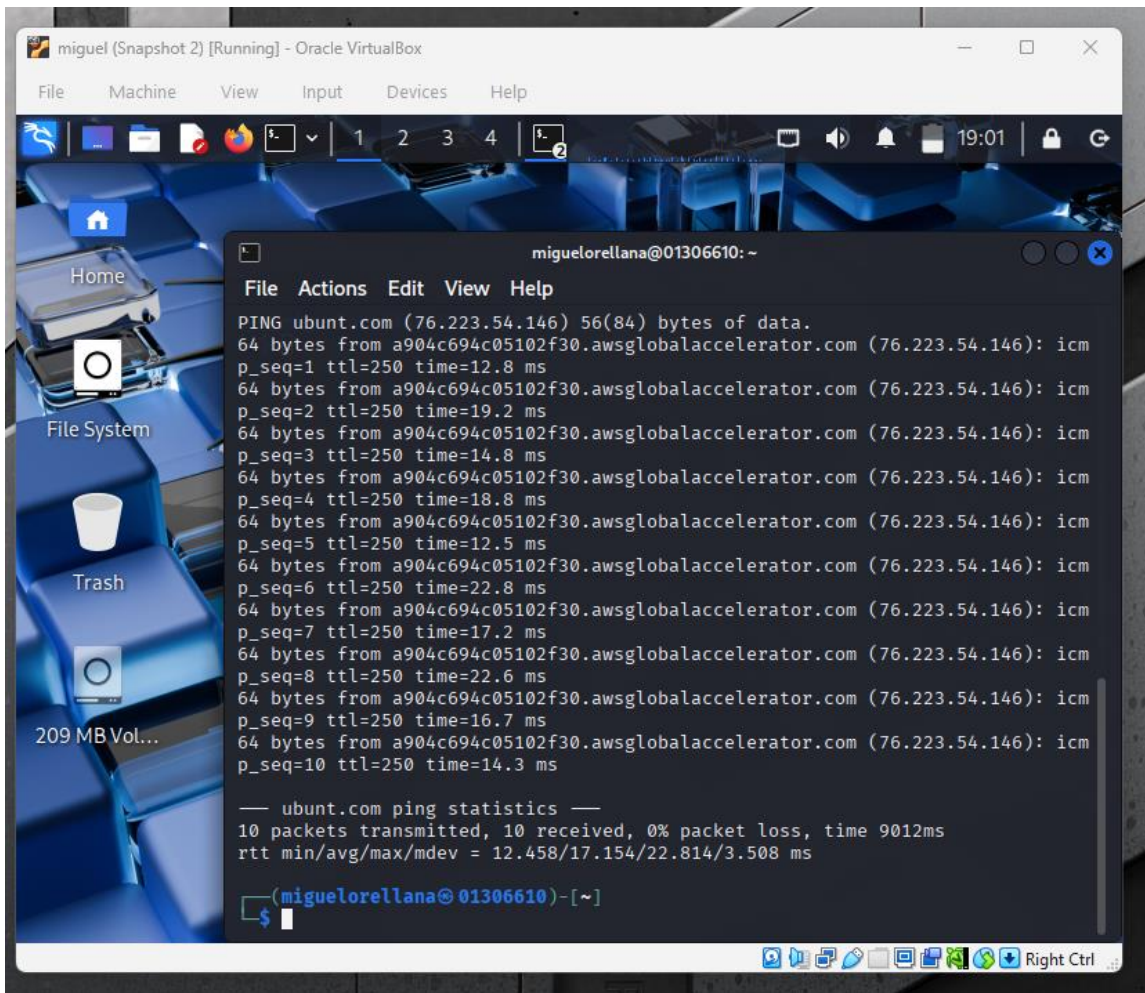 miguel (Snapshot 2) [Running] - Oracle VirtualBox
File Machine View Input Devices Help
1 2 3 4 2 19:01
Home
File System
Trash
209 MB Vol...
miguelorellana@01306610: ~
File Actions Edit View Help
PING ubunt.com (76.223.54.146) 56(84) bytes of data.
64 bytes from a904c694c05102f30.awsglobalaccelerator.com (76.223.54.146): icm
p_seq=1 ttl=250 time=12.8 ms
64 bytes from a904c694c05102f30.awsglobalaccelerator.com (76.223.54.146): icm
p_seq=2 ttl=250 time=19.2 ms
64 bytes from a904c694c05102f30.awsglobalaccelerator.com (76.223.54.146): icm
p_seq=3 ttl=250 time=14.8 ms
64 bytes from a904c694c05102f30.awsglobalaccelerator.com (76.223.54.146): icm
p_seq=4 ttl=250 time=18.8 ms
64 bytes from a904c694c05102f30.awsglobalaccelerator.com (76.223.54.146): icm
p_seq=5 ttl=250 time=12.5 ms
64 bytes from a904c694c05102f30.awsglobalaccelerator.com (76.223.54.146): icm
p_seq=6 ttl=250 time=22.8 ms
64 bytes from a904c694c05102f30.awsglobalaccelerator.com (76.223.54.146): icm
p_seq=7 ttl=250 time=17.2 ms
64 bytes from a904c694c05102f30.awsglobalaccelerator.com (76.223.54.146): icm
p_seq=8 ttl=250 time=22.6 ms
64 bytes from a904c694c05102f30.awsglobalaccelerator.com (76.223.54.146): icm
p_seq=9 ttl=250 time=16.7 ms
64 bytes from a904c694c05102f30.awsglobalaccelerator.com (76.223.54.146): icm
p_seq=10 ttl=250 time=14.3 ms
--- ubunt.com ping statistics ---
10 packets transmitted, 10 received, 0% packet loss, time 9012ms
rtt min/avg/max/mdev = 12.458/17.154/22.814/3.508 ms
┌──(miguelorellana㉿01306610)-[~]
└─$
Right Ctrl